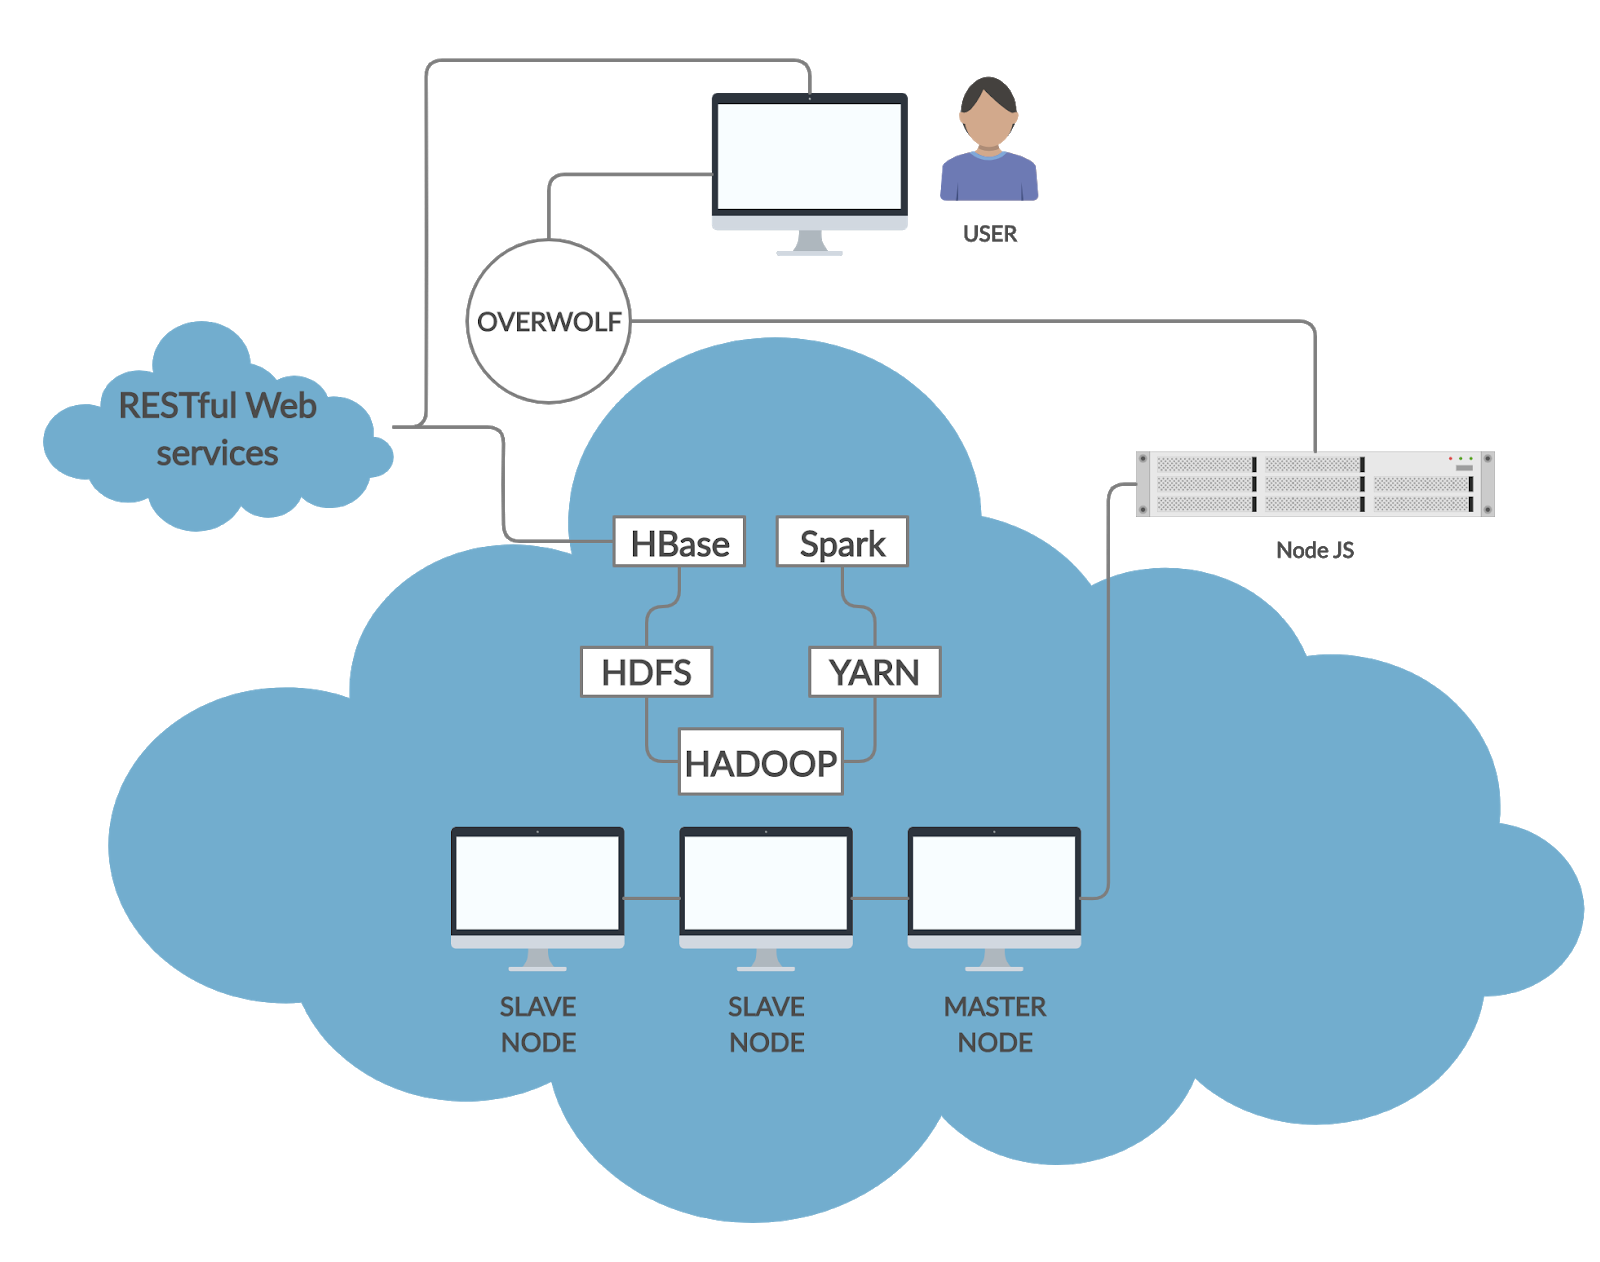 USER
OVERWOLF
RESTful Web
services
HBase
Spark
Node JS
HDFS
YARN
HADOOP
SLAVE
NODE
SLAVE
NODE
MASTER
NODE